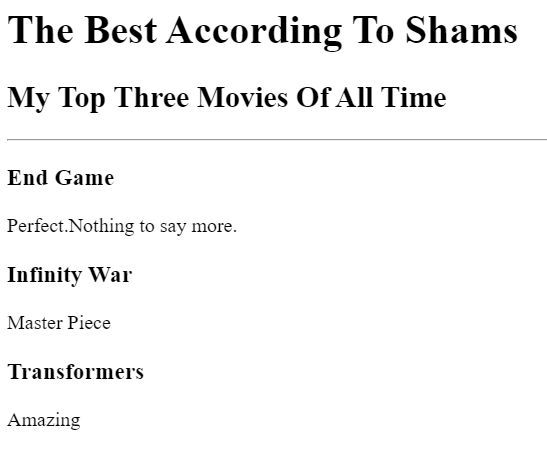 The Best According To Shams
My Top Three Movies Of All Time
End Game
Perfect.Nothing to say more.
Infinity War
Master Piece
Transformers
Amazing